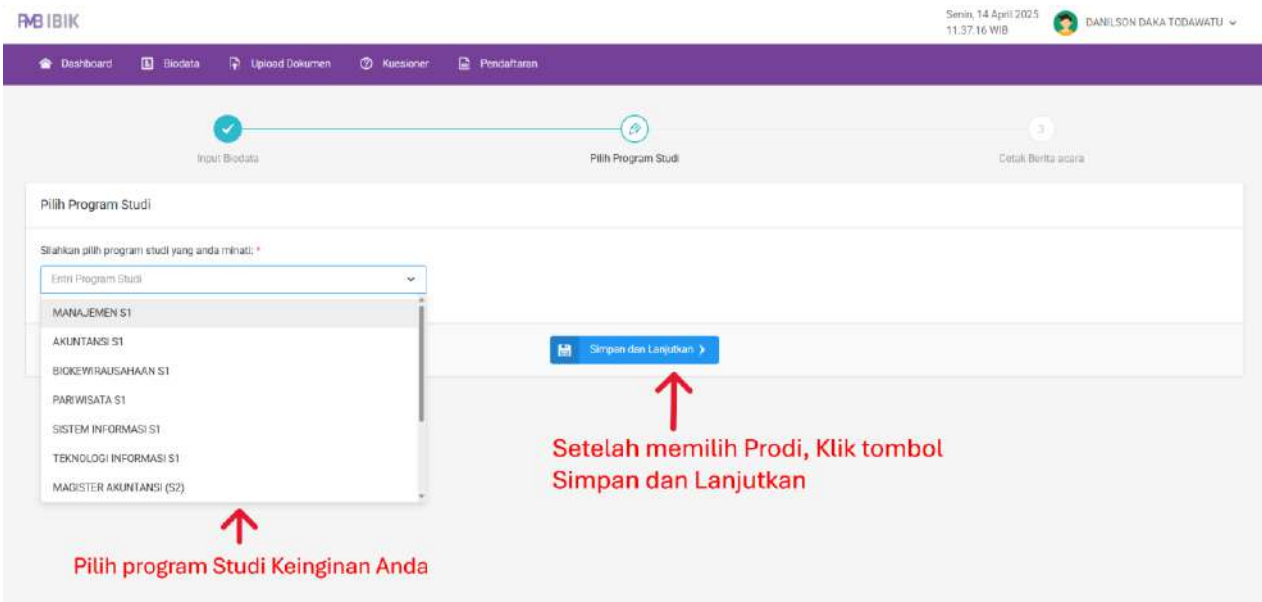 PMB IBIK
Senin, 14 April 2025
11.37.16 WIB
DANILSON DAKA TODAWATU
Dashboard
Biodata
Upload Dokumen
Kuesioner
Pendaftaran
Input Biodata
Pilih Program Studi
3
Cetak Berita acara
Pilih Program Studi
Silahkan pilih program studi yang anda minati: *
Entri Program Studi
MANAJEMEN S1
AKUNTANSI S1
BIOKEWIRAUSAHAAN S1
PARIWISATA S1
SISTEM INFORMASI S1
TEKNOLOGI INFORMASI S1
MAGISTER AKUNTANSI (S2)
Simpan dan Lanjutkan
Setelah memilih Prodi, Klik tombol
Simpan dan Lanjutkan
Pilih program Studi Keinginan Anda